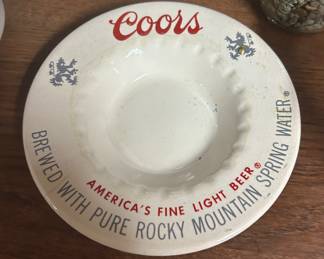 Coors
AMERICA'S FINE LIGHT BEER®
BREWED WITH PURE ROCKY MOUNTAIN SPRING WATER®